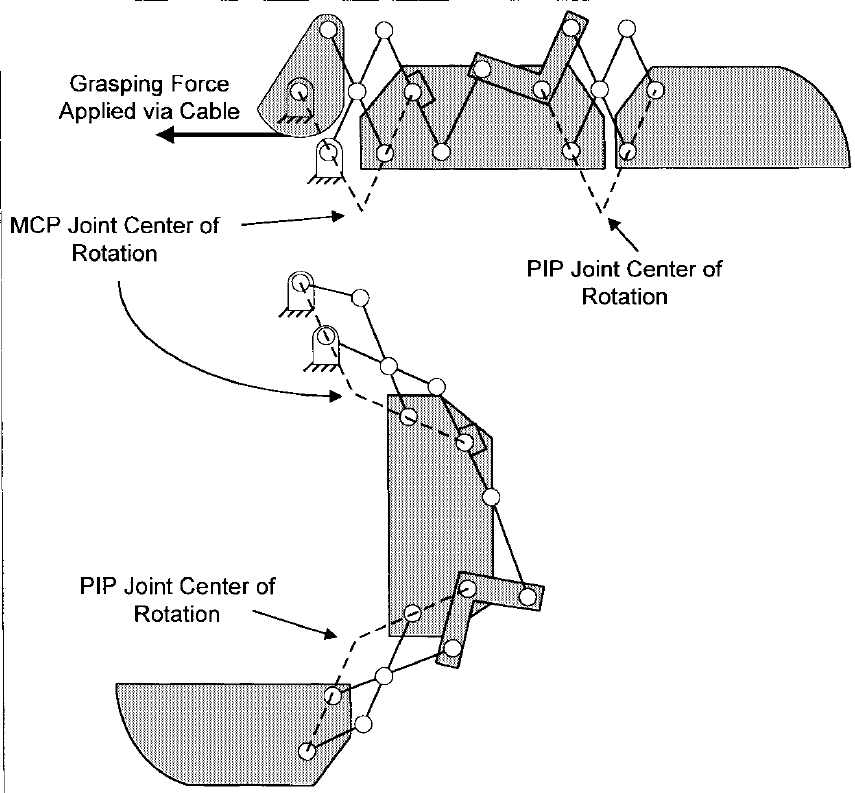 Grasping Force
Applied via Cable
MCP Joint Center of
Rotation
PIP Joint Center of
Rotation
PIP Joint Center of
Rotation